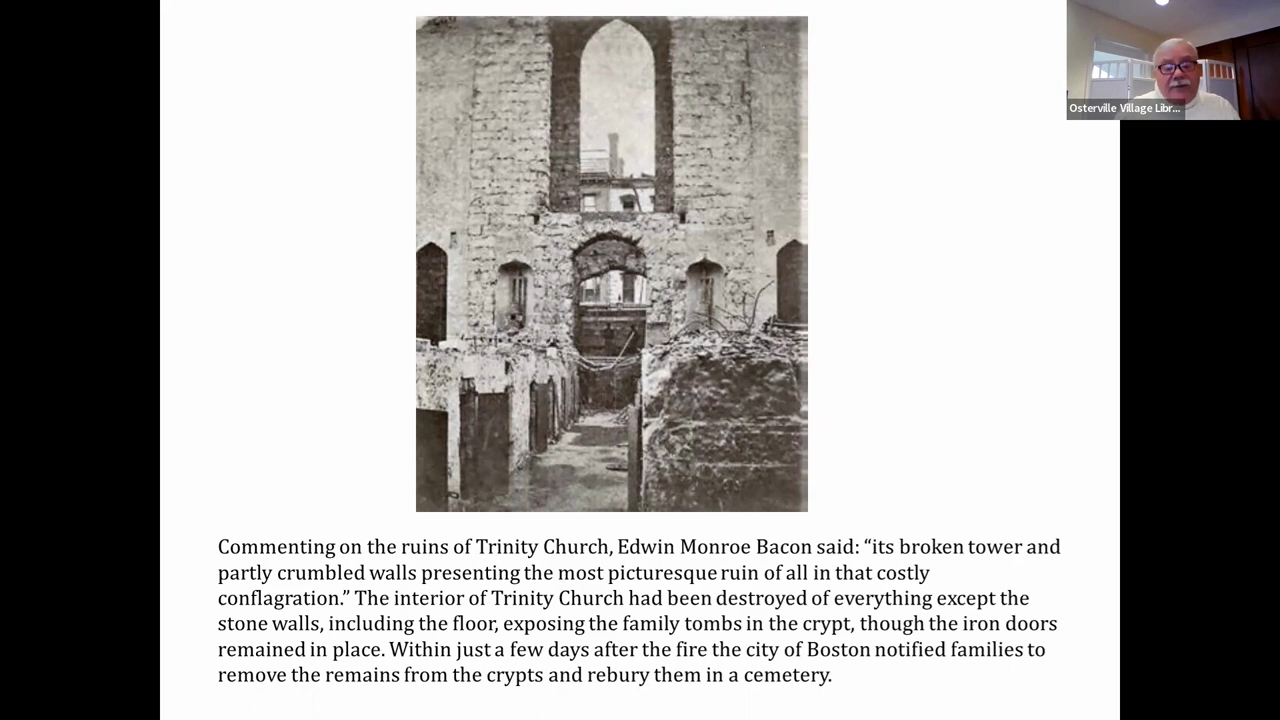 Osterville Village Libr...
Commenting on the ruins of Trinity Church, Edwin Monroe Bacon said: “its broken tower and
partly crumbled walls presenting the most picturesque ruin of all in that costly
conflagration.” The interior of Trinity Church had been destroyed of everything except the
stone walls, including the floor, exposing the family tombs in the crypt, though the iron doors
remained in place. Within just a few days after the fire the city of Boston notified families to
remove the remains from the crypts and rebury them in a cemetery.